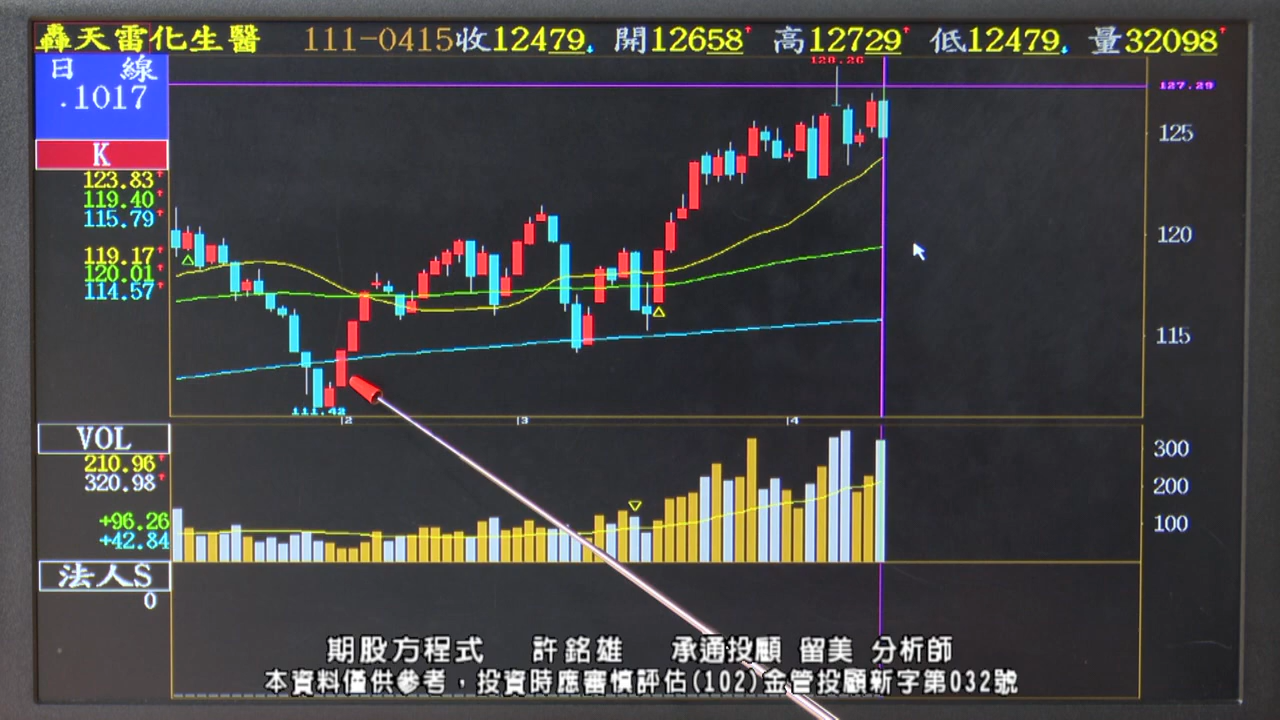 轟天雷化生醫 111-0415收12479 開12658 高12729 低12479 量32098
日 線
.1017
K
123.83
119.40
115.79
119.17
120.01
114.57
128.26
127.29
125
120
115
111.42
2 3 4
VOL
210.96
320.98
+96.26
+42.84
300
200
100
法人S
0
期股方程式 許銘雄 承通投顧 留美 分析師
本資料僅供參考，投資時應審慎評估(102)金管投顧新字第032號